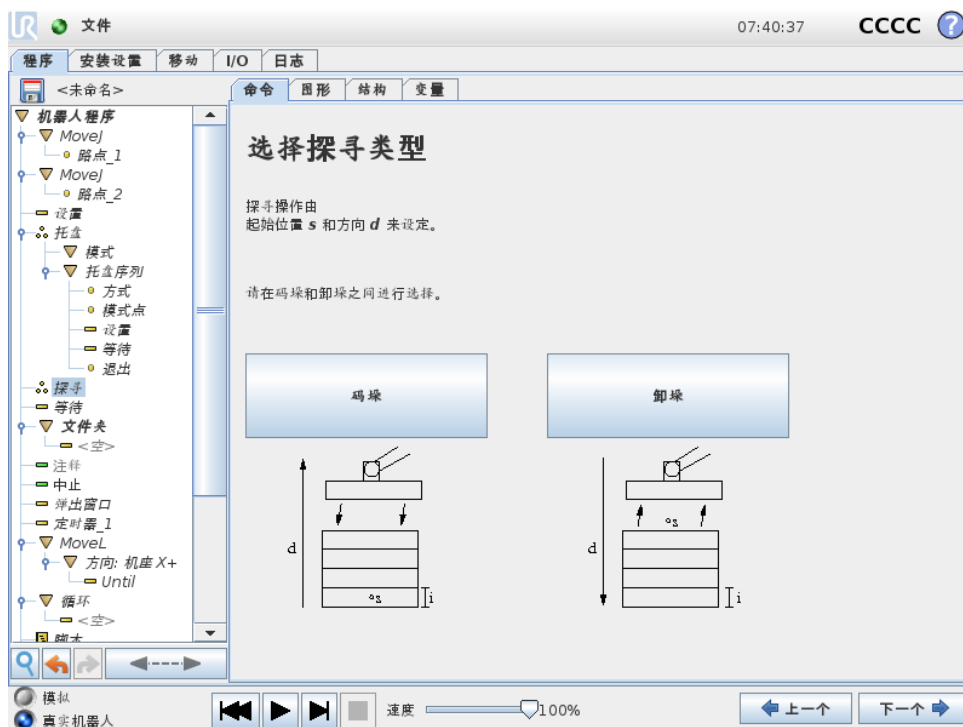 UR 文件 07:40:37 CCCC ?
程序 安装设置 移动 I/O 日志
<未命名>
命令 图形 结构 变量
机器人程序
MoveJ
路点_1
MoveJ
路点_2
设置
托盘
模式
托盘序列
方式
模式点
设置
等待
退出
探寻
等待
文件夹
<空>
注释
中止
弹出窗口
定时器_1
MoveL
方向: 机座 X+
Until
循环
<空>
脚本
选择探寻类型
探寻操作由
起始位置 s 和方向 d 来设定。
请在码垛和卸垛之间进行选择。
码垛 卸垛
d s i
d s i
模拟
真实机器人
速度 100%
上一个 下一个